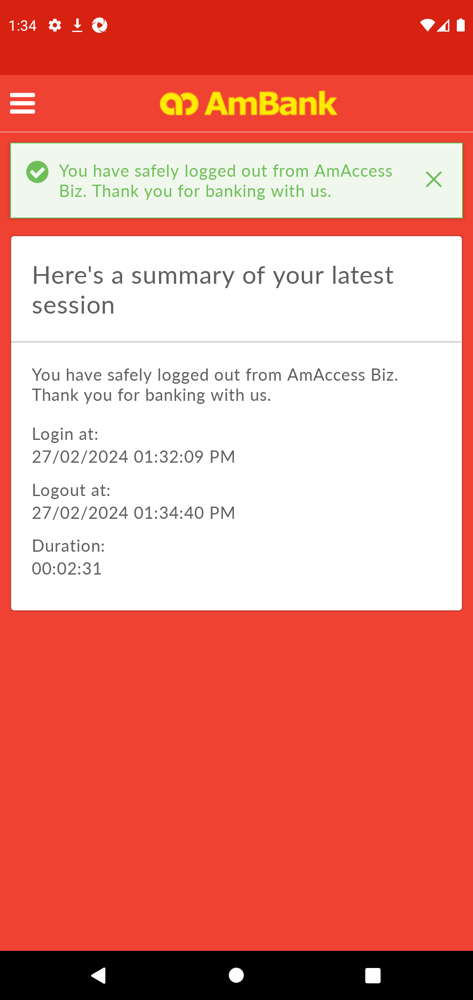 1:34
AmBank
You have safely logged out from AmAccess
Biz. Thank you for banking with us.
Here's a summary of your latest
session
You have safely logged out from AmAccess Biz.
Thank you for banking with us.
Login at:
27/02/2024 01:32:09 PM
Logout at:
27/02/2024 01:34:40 PM
Duration:
00:02:31